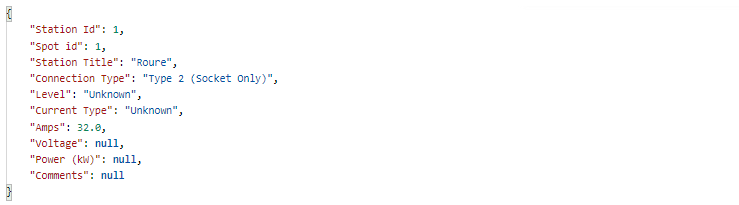 {
"Station Id": 1,
"Spot id": 1,
"Station Title": "Roure",
"Connection Type": "Type 2 (Socket Only)",
"Level": "Unknown",
"Current Type": "Unknown",
"Amps": 32.0,
"Voltage": null,
"Power (kW)": null,
"Comments": null
}